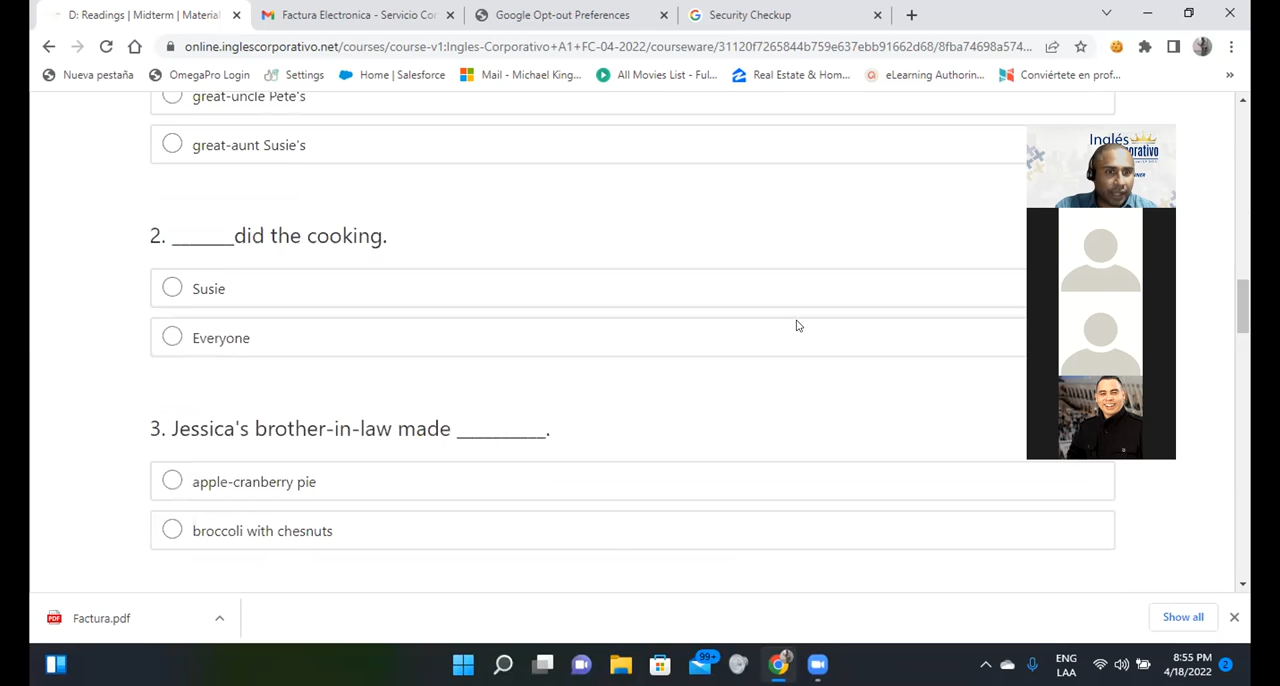 D: Readings | Midterm | Material
Factura Electronica - Servicio Cor
Google Opt-out Preferences
Security Checkup
online.inglescorporativo.net/courses/course-v1:Ingles-Corporativo+A1+FC-04-2022/courseware/31120f7265844b759e637ebb91662d68/8fba74698a574...
Nueva pestaña
OmegaPro Login
Settings
Home | Salesforce
Mail - Michael King...
All Movies List - Ful...
Real Estate & Hom...
eLearning Authorin...
Conviértete en prof...
»
great-uncle Pete's
great-aunt Susie's
Inglés
2. ______did the cooking.
Susie
Everyone
3. Jessica's brother-in-law made ________.
apple-cranberry pie
broccoli with chesnuts
Factura.pdf
Show all
99+
ENG
LAA
8:55 PM
4/18/2022
2